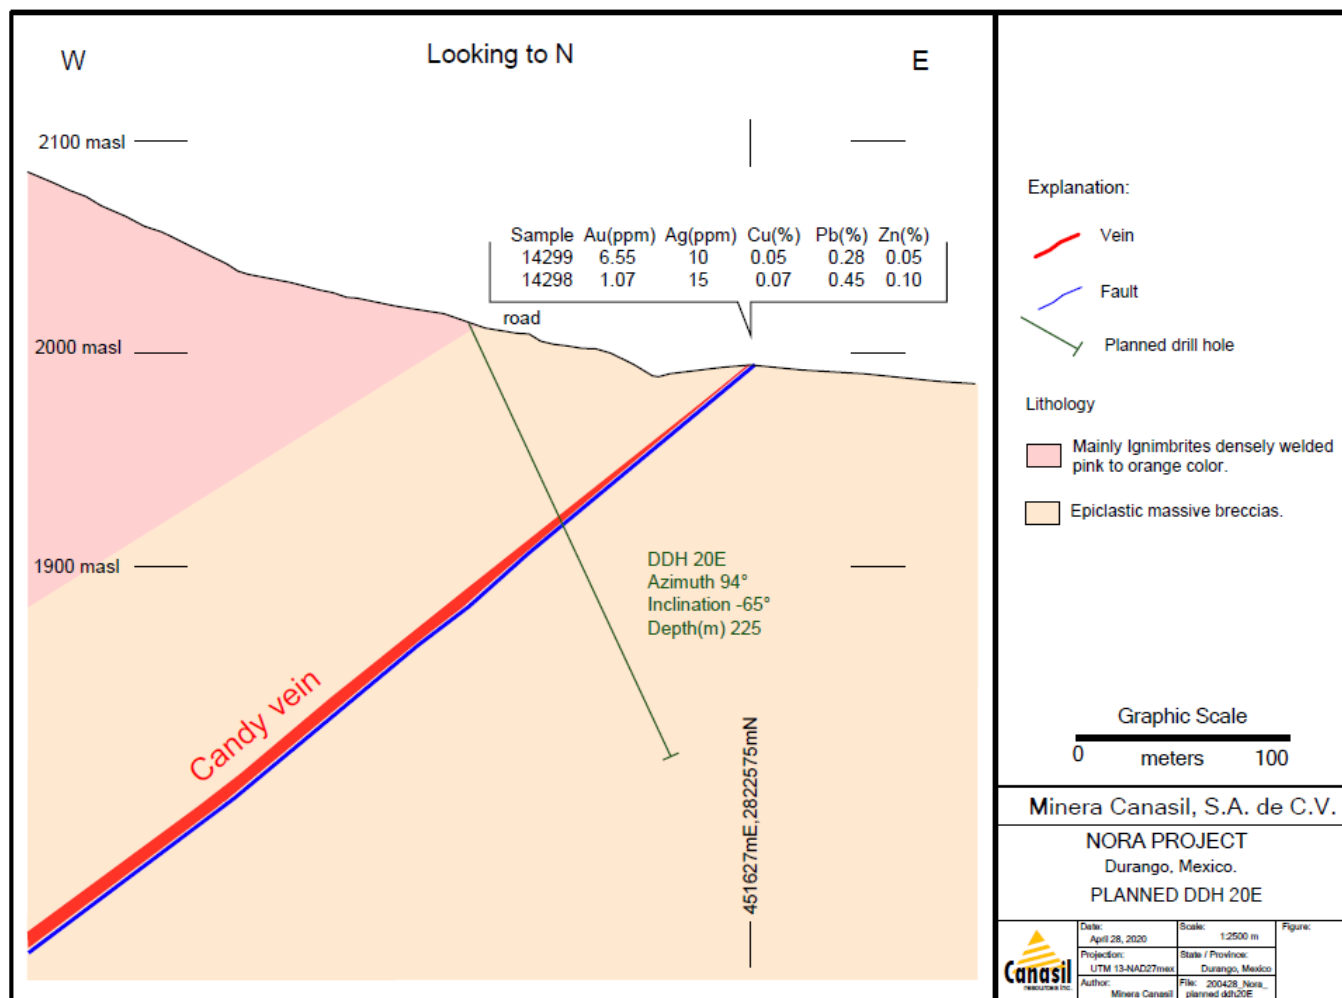 W
Looking to N
E
2100 masl
Sample Au(ppm) Ag(ppm) Cu(%) Pb(%) Zn(%)
14299 6.55 10 0.05 0.28 0.05
14298 1.07 15 0.07 0.45 0.10
road
2000 masl
1900 masl
DDH 20E
Azimuth 94°
Inclination -65°
Depth(m) 225
Candy vein
451627mE,2822575mN
Explanation:
Vein
Fault
Planned drill hole
Lithology
Mainly Ignimbrites densely welded
pink to orange color.
Epiclastic massive breccias.
Graphic Scale
0 meters 100
Minera Canasil, S.A. de C.V.
NORA PROJECT
Durango, Mexico.
PLANNED DDH 20E
Canasil
resources inc.
Date:
April 28, 2020
Scale:
1:2500 m
Figure:
Projection:
UTM 13-NAD27mex
State / Province:
Durango, Mexico
Author:
Minera Canasil
File: 200428_Nora_
planned ddh20E